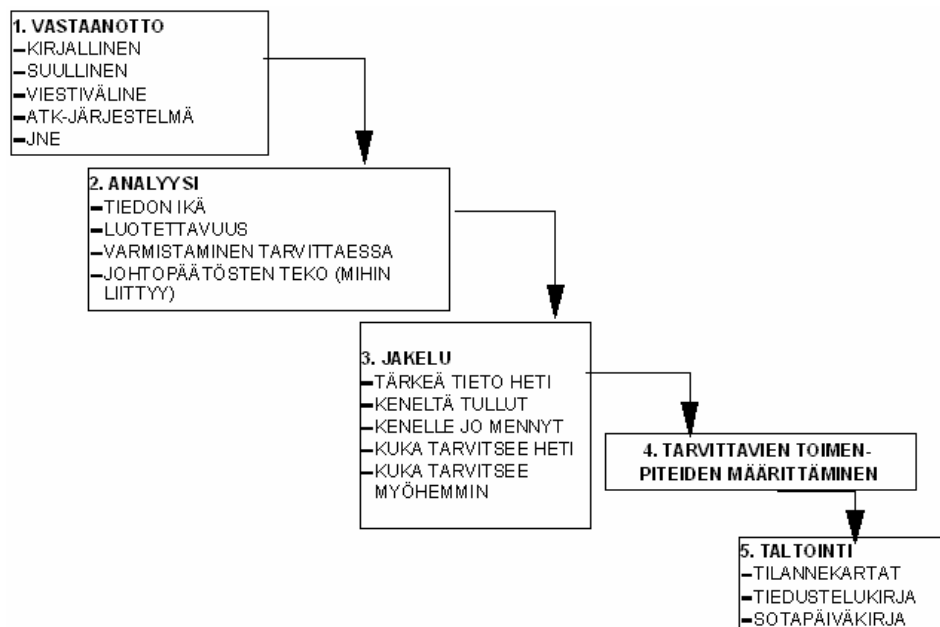 1. VASTAANOTTO
–KIRJALLINEN
–SUULLINEN
–VIESTIVÄLINE
–ATK-JÄRJESTELMÄ
–JNE
2. ANALYYSI
–TIEDON IKÄ
–LUOTETTAVUUS
–VARMISTAMINEN TARVITTAESSA
–JOHTOPÄÄTÖSTEN TEKO (MIHIN
LIITTYY)
3. JAKELU
–TÄRKEÄ TIETO HETI
–KENELTÄ TULLUT
–KENELLE JO MENNYT
–KUKA TARVITSEE HETI
–KUKA TARVITSEE
MYÖHEMMIN
4. TARVITTAVIEN TOIMEN-
PITEIDEN MÄÄRITTÄMINEN
5. TALTOINTI
–TILANNEKARTAT
–TIEDUSTELUKIRJA
–SOTAPÄIVÄKIRJA